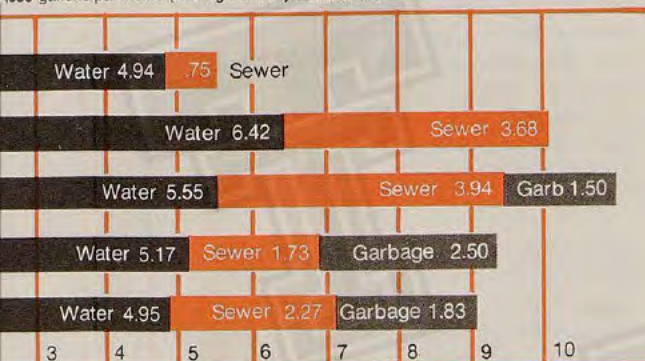 Water 4.94 .75 Sewer
Water 6.42 Sewer 3.68
Water 5.55 Sewer 3.94 Garb 1.50
Water 5.17 Sewer 1.73 Garbage 2.50
Water 4.95 Sewer 2.27 Garbage 1.83
3 4 5 6 7 8 9 10